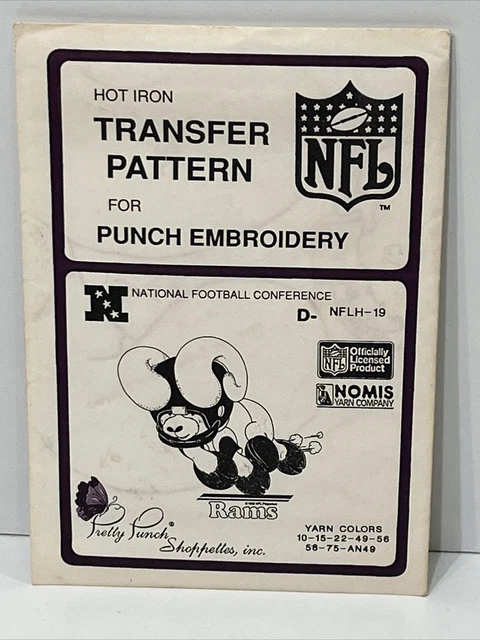 HOT IRON
TRANSFER
PATTERN
FOR
PUNCH EMBROIDERY
NFL
TM
N NATIONAL FOOTBALL CONFERENCE
D- NFLH-19
NFL Officially
Licensed
Product
NOMIS
YARN COMPANY
Rams
Pretty Punch®
Shoppettes, inc.
YARN COLORS
10-15-22-49-56
58-75-AN49